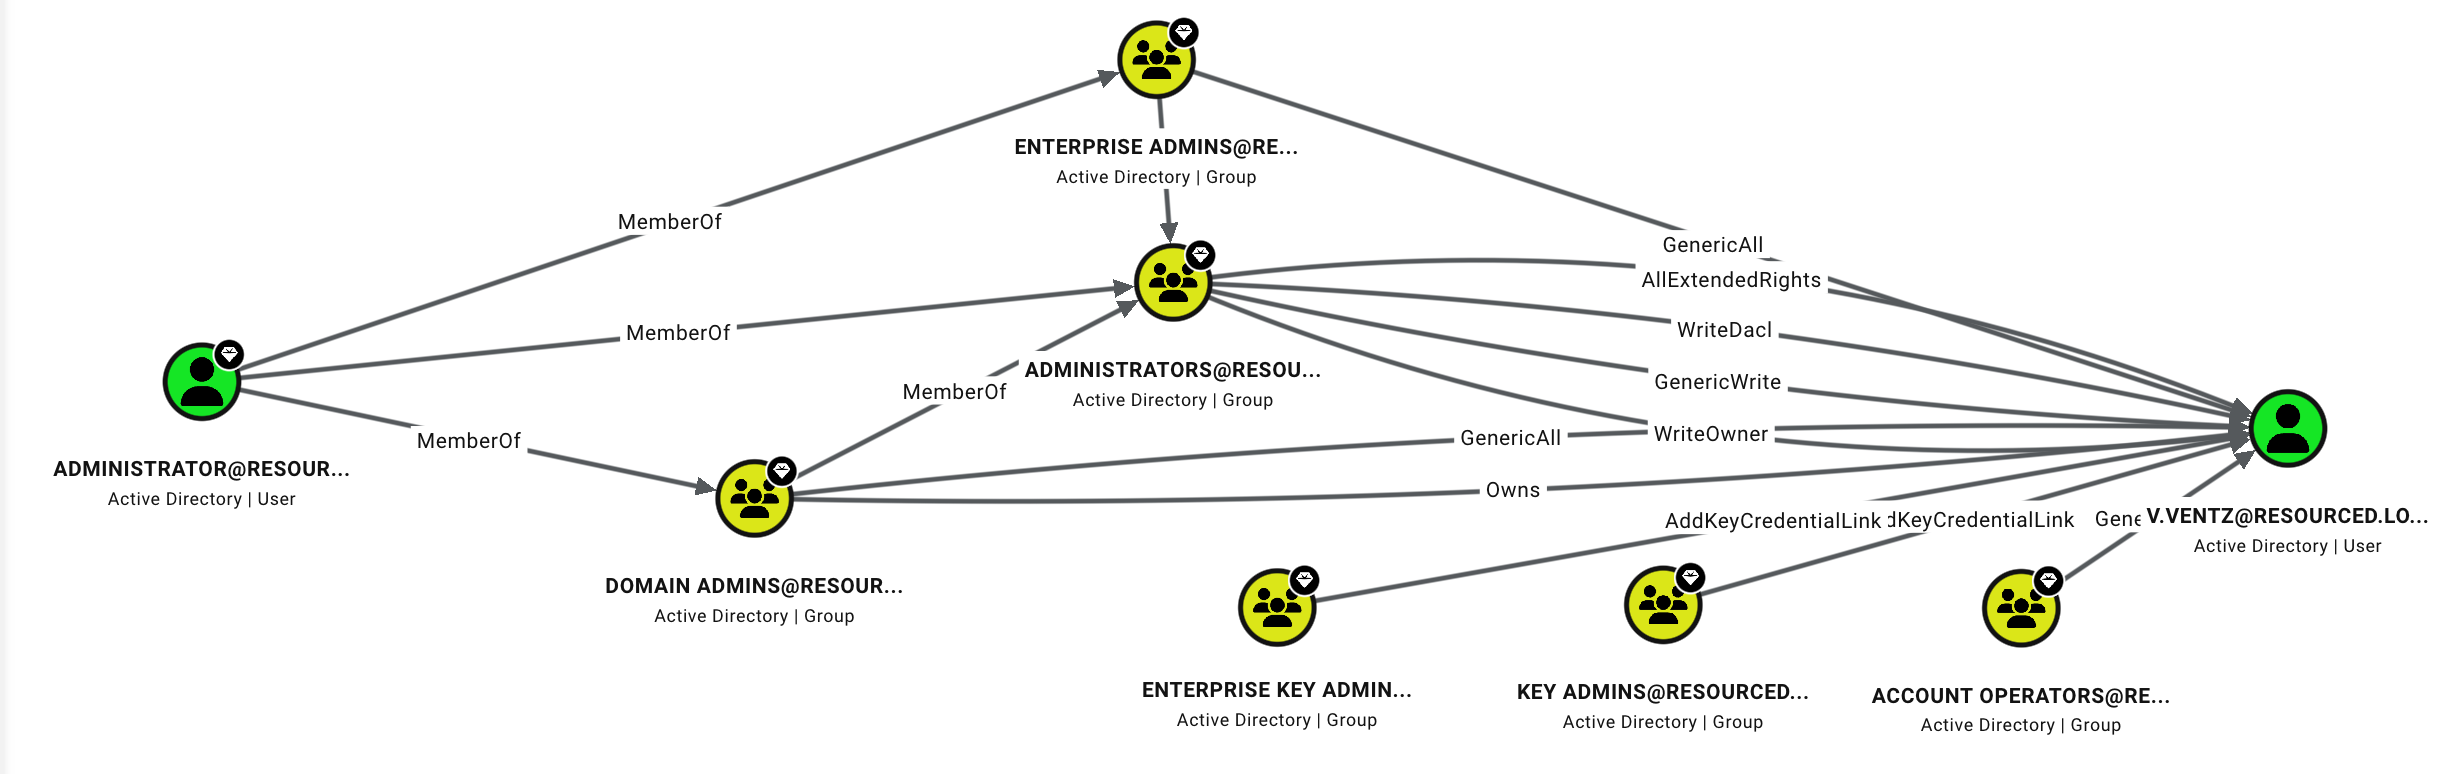 ENTERPRISE ADMINS@RE...
Active Directory | Group
MemberOf
GenericAll
AllExtendedRights
MemberOf
WriteDacl
ADMINISTRATORS@RESOU...
Active Directory | Group
GenericWrite
MemberOf
WriteOwner
GenericAll
MemberOf
ADMINISTRATOR@RESOUR...
Active Directory | User
Owns
AddKeyCredentialLink
dKeyCredentialLink
Gene
V.VENTZ@RESOURCED.LO...
Active Directory | User
DOMAIN ADMINS@RESOUR...
Active Directory | Group
ENTERPRISE KEY ADMIN...
Active Directory | Group
KEY ADMINS@RESOURCED...
Active Directory | Group
ACCOUNT OPERATORS@RE...
Active Directory | Group